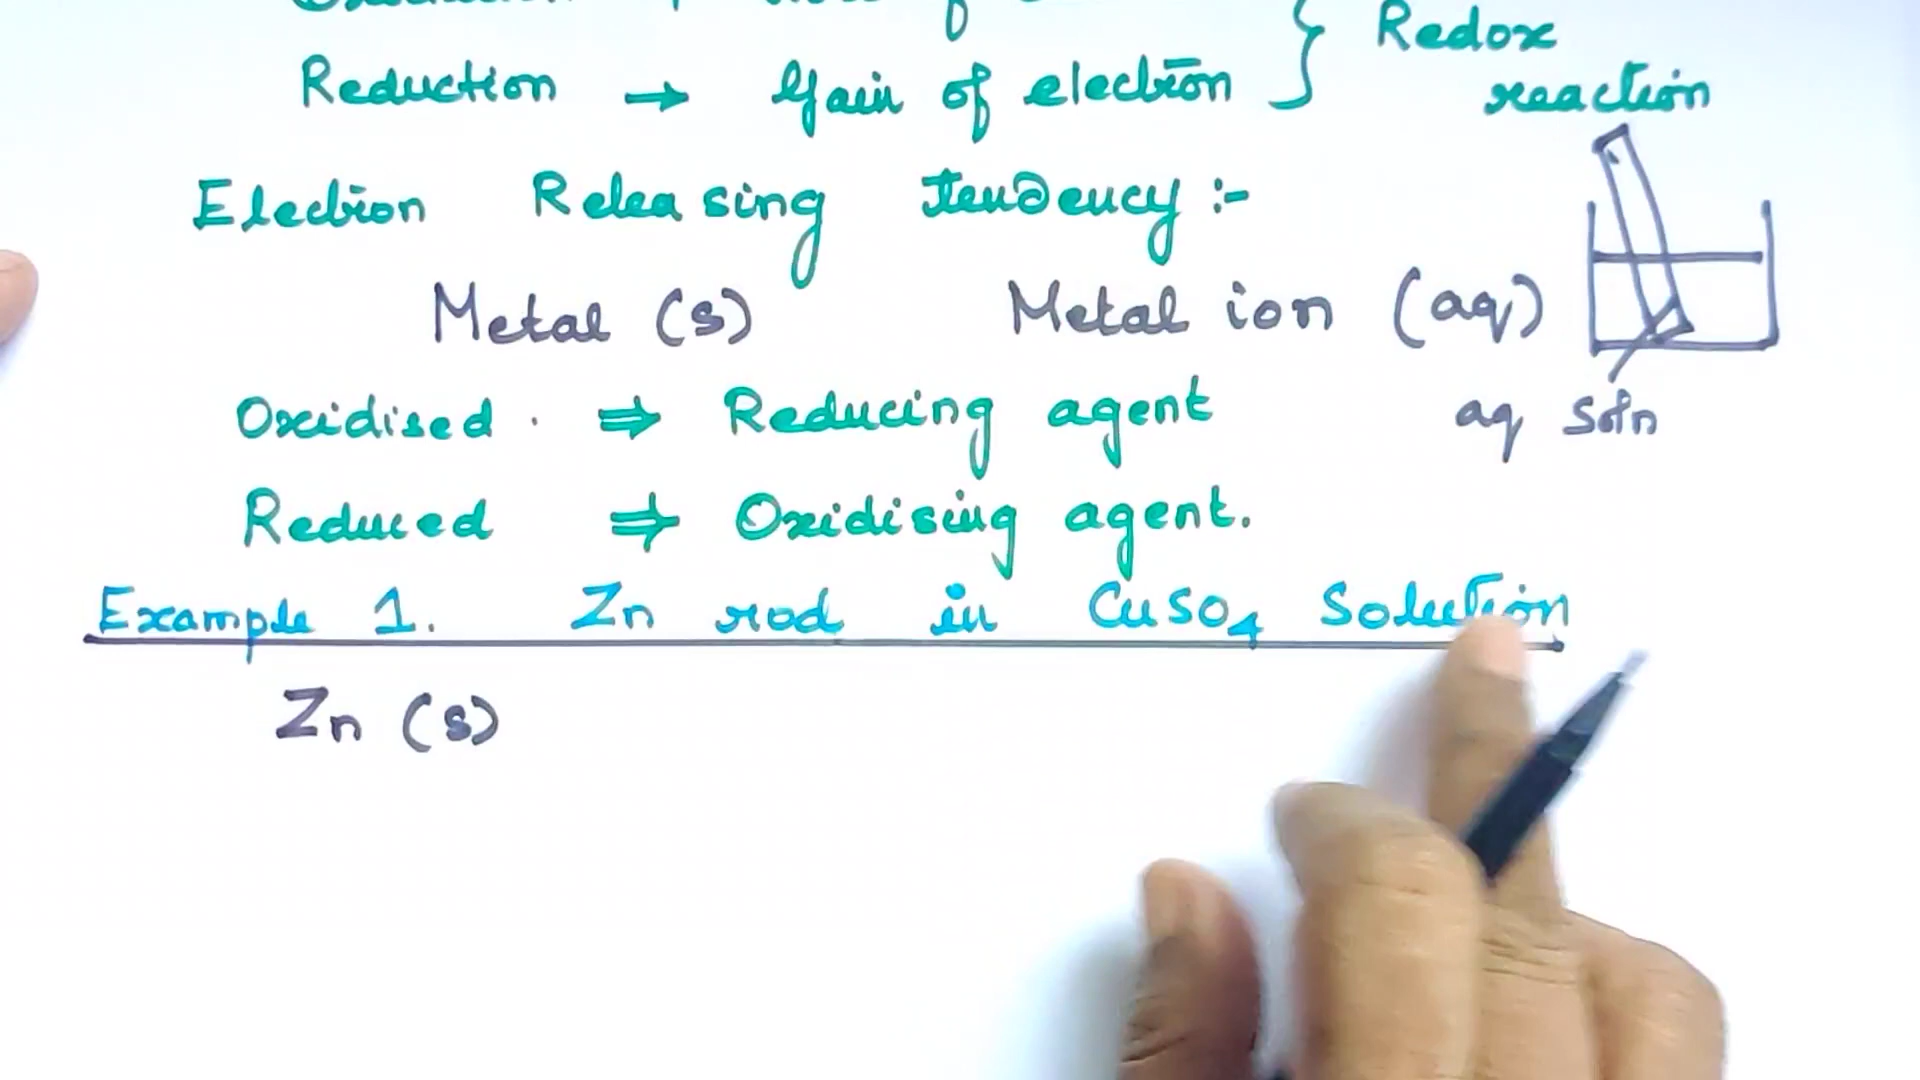 Redox
Reduction → Gain of electron } reaction
Electron Releasing tendency :-
Metal (s) Metal ion (aq)
Oxidised . ⇒ Reducing agent
aq soln
Reduced ⇒ Oxidising agent.
Example 1. Zn rod in CuSO₄ Solution
Zn (s)